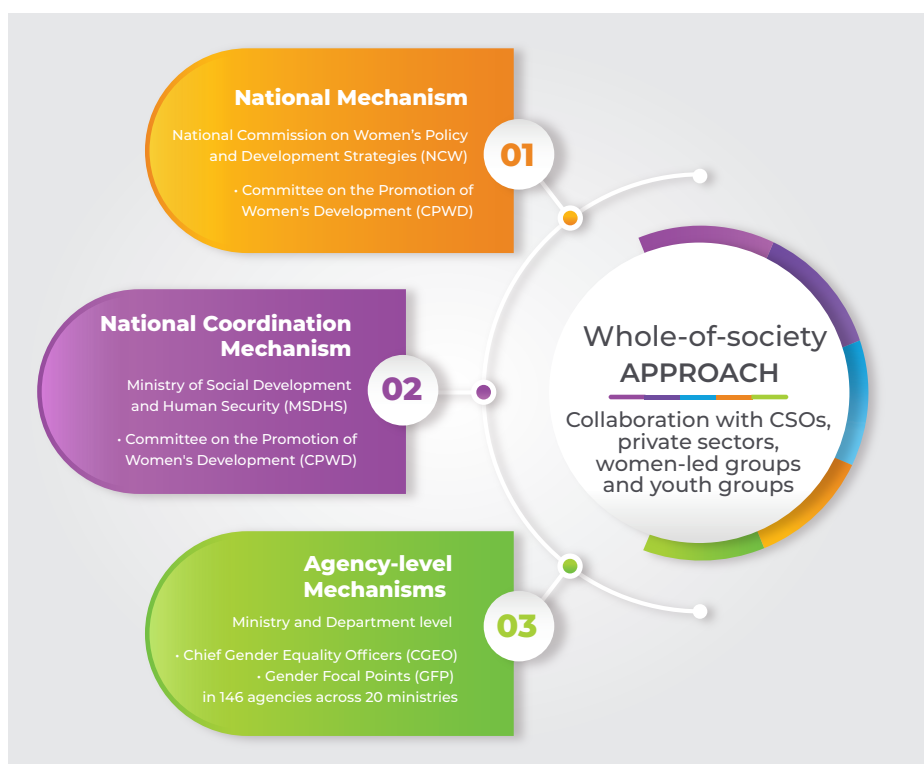 National Mechanism
National Commission on Women’s Policy
and Development Strategies (NCW)
• Committee on the Promotion of
Women's Development (CPWD)
01
National Coordination
Mechanism
Ministry of Social Development
and Human Security (MSDHS)
• Committee on the Promotion of
Women's Development (CPWD)
02
Agency-level
Mechanisms
Ministry and Department level
• Chief Gender Equality Officers (CGEO)
• Gender Focal Points (GFP)
in 146 agencies across 20 ministries
03
Whole-of-society
APPROACH
Collaboration with CSOs,
private sectors,
women-led groups
and youth groups